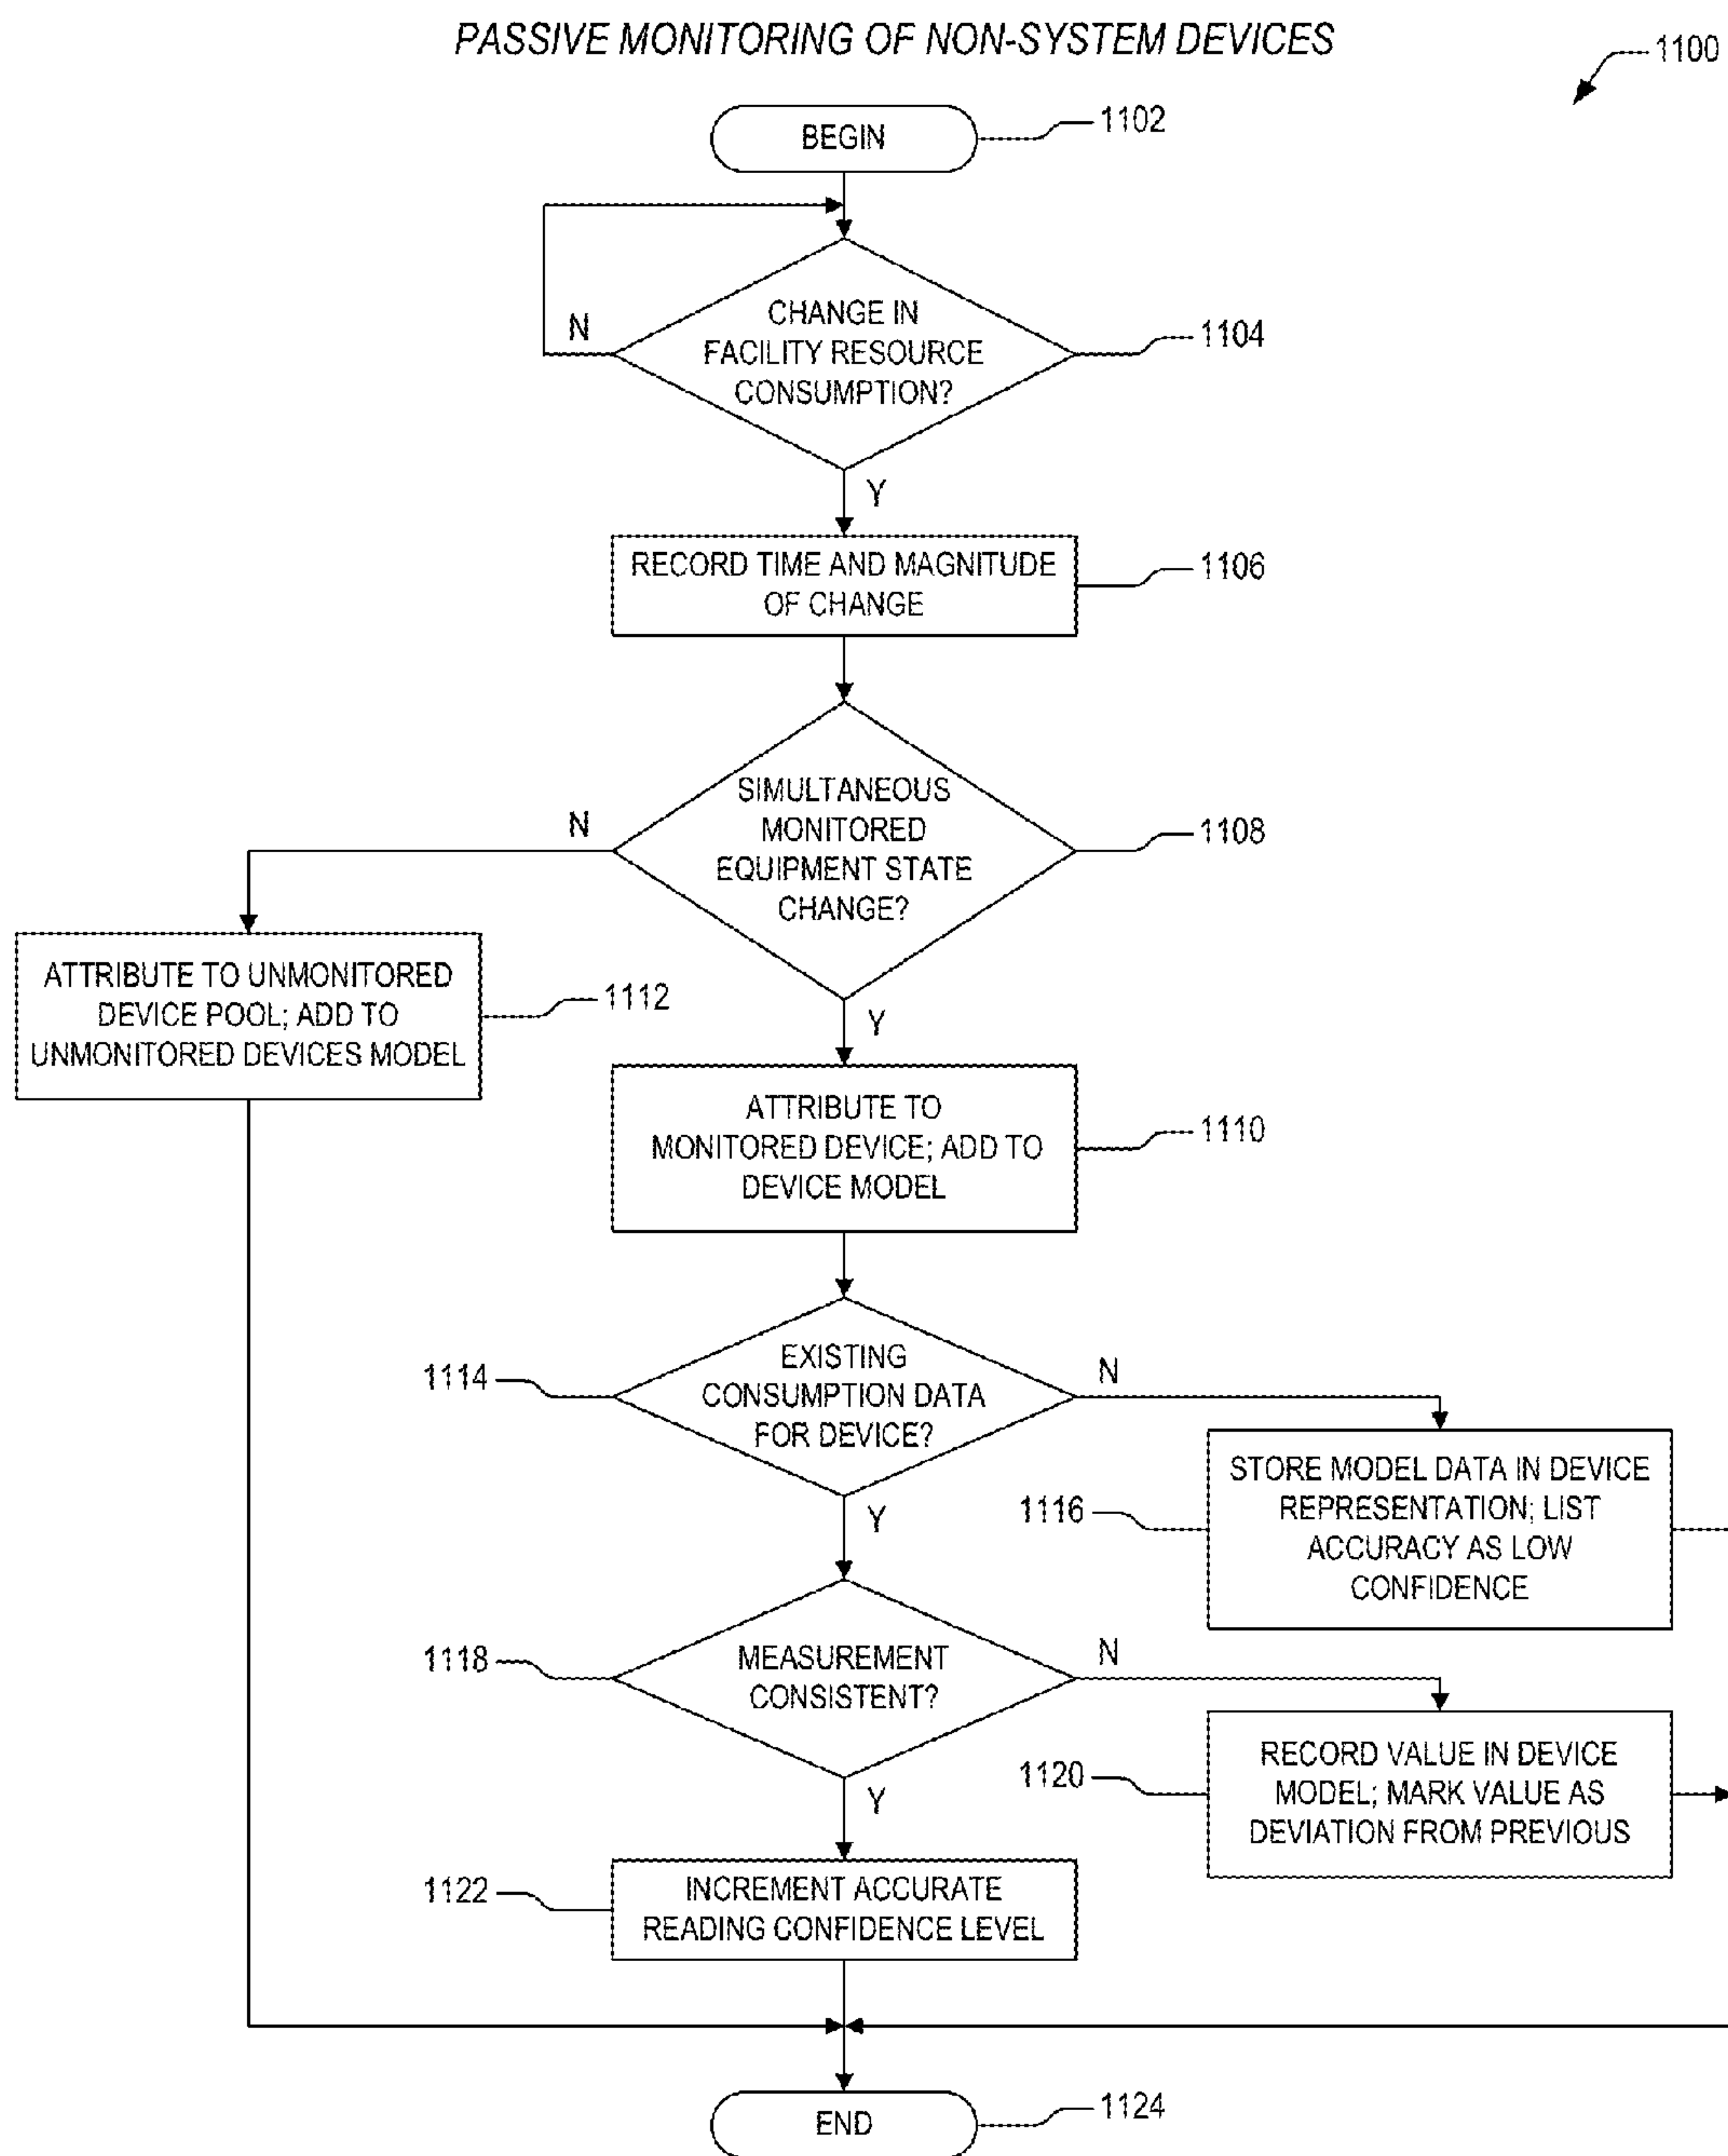 PASSIVE MONITORING OF NON-SYSTEM DEVICES
1100
BEGIN
1102
CHANGE IN
FACILITY RESOURCE
CONSUMPTION?
1104
N
Y
RECORD TIME AND MAGNITUDE
OF CHANGE
1106
SIMULTANEOUS
MONITORED
EQUIPMENT STATE
CHANGE?
1108
N
Y
ATTRIBUTE TO UNMONITORED
DEVICE POOL; ADD TO
UNMONITORED DEVICES MODEL
1112
ATTRIBUTE TO
MONITORED DEVICE; ADD TO
DEVICE MODEL
1110
1114
EXISTING
CONSUMPTION DATA
FOR DEVICE?
N
Y
1116
STORE MODEL DATA IN DEVICE
REPRESENTATION; LIST
ACCURACY AS LOW
CONFIDENCE
1118
MEASUREMENT
CONSISTENT?
N
Y
1120
RECORD VALUE IN DEVICE
MODEL; MARK VALUE AS
DEVIATION FROM PREVIOUS
1122
INCREMENT ACCURATE
READING CONFIDENCE LEVEL
END
1124